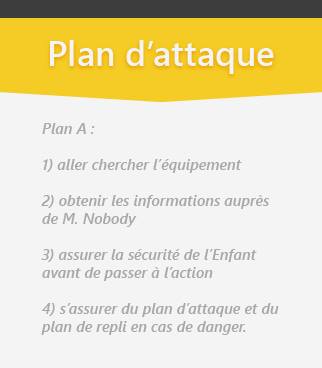 Plan d'attaque
Plan A :
1) aller chercher l'équipement
2) obtenir les informations auprès
de M. Nobody
3) assurer la sécurité de l'Enfant
avant de passer à l'action
4) s'assurer du plan d'attaque et du
plan de repli en cas de danger.